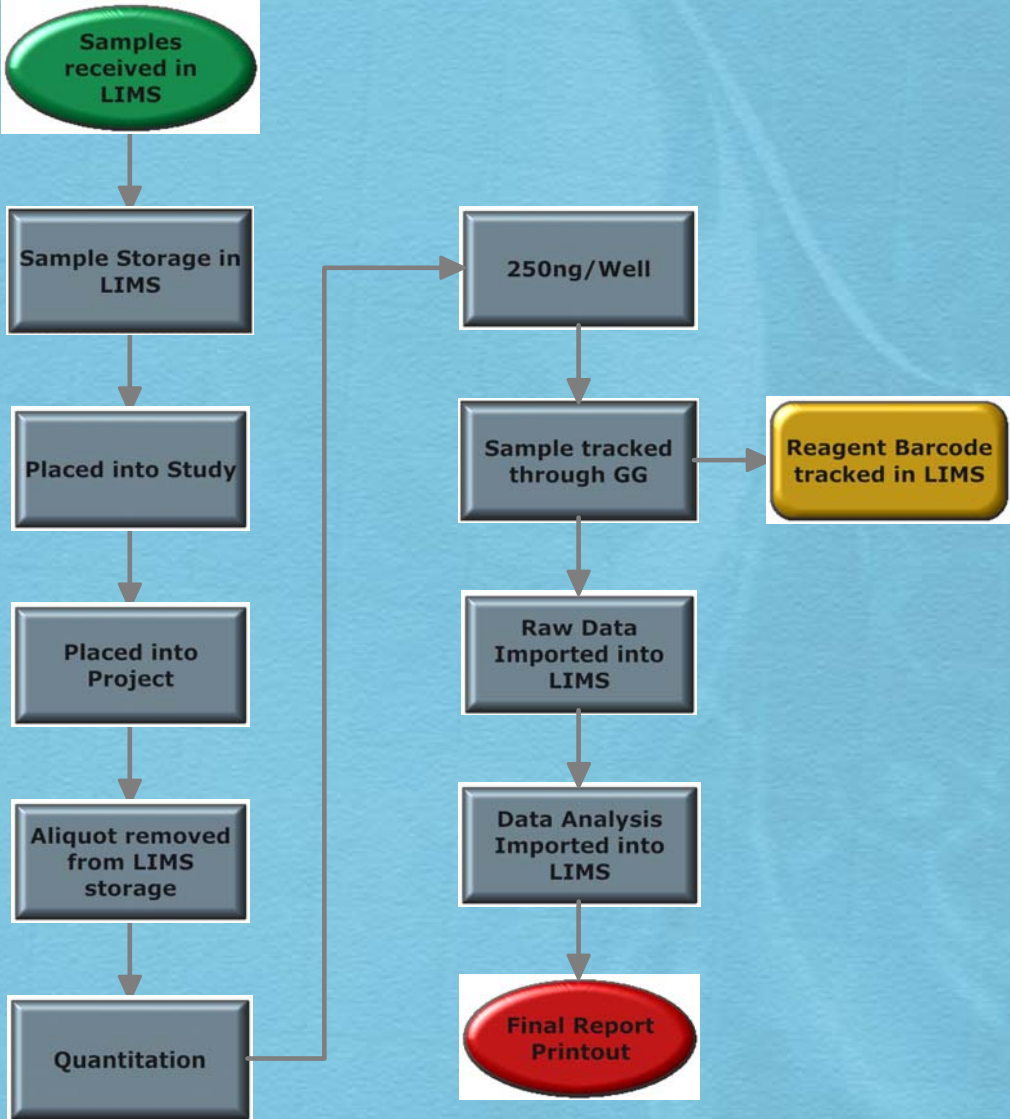 Samples
received in
LIMS
Sample Storage in
LIMS
Placed into Study
Placed into
Project
Aliquot removed
from LIMS
storage
Quantitation
250ng/Well
Sample tracked
through GG
Reagent Barcode
tracked in LIMS
Raw Data
Imported into
LIMS
Data Analysis
Imported into
LIMS
Final Report
Printout